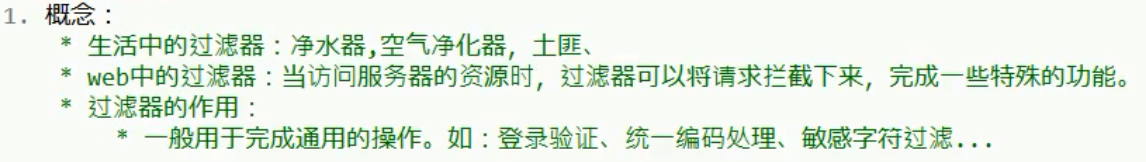 1. 概念：
* 生活中的过滤器：净水器,空气净化器，土匪、
* web中的过滤器：当访问服务器的资源时，过滤器可以将请求拦截下来，完成一些特殊的功能。
* 过滤器的作用：
* 一般用于完成通用的操作。如：登录验证、统一编码处理、敏感字符过滤...